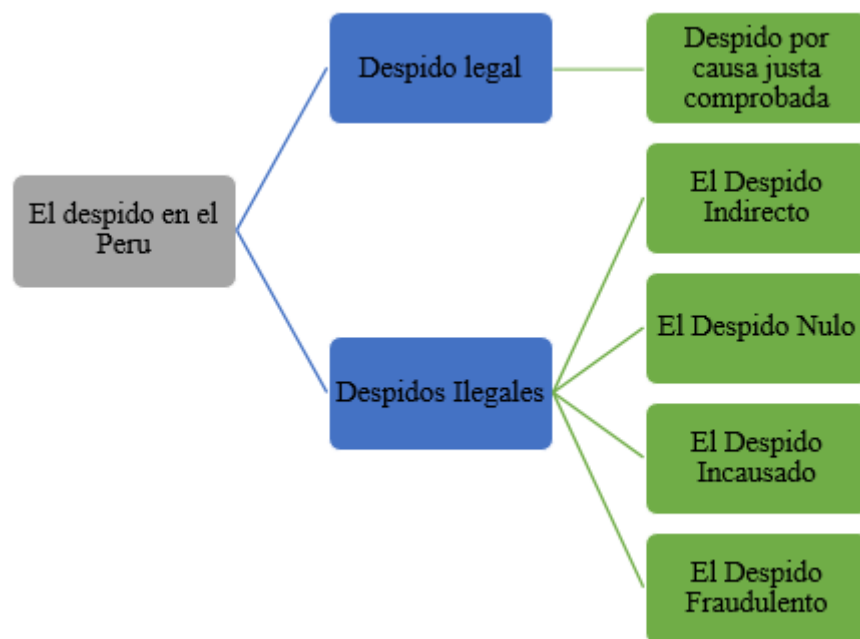 El despido en el
Peru
Despido legal
Despido por
causa justa
comprobada
Despidos Ilegales
El Despido
Indirecto
El Despido Nulo
El Despido
Incausado
El Despido
Fraudulento